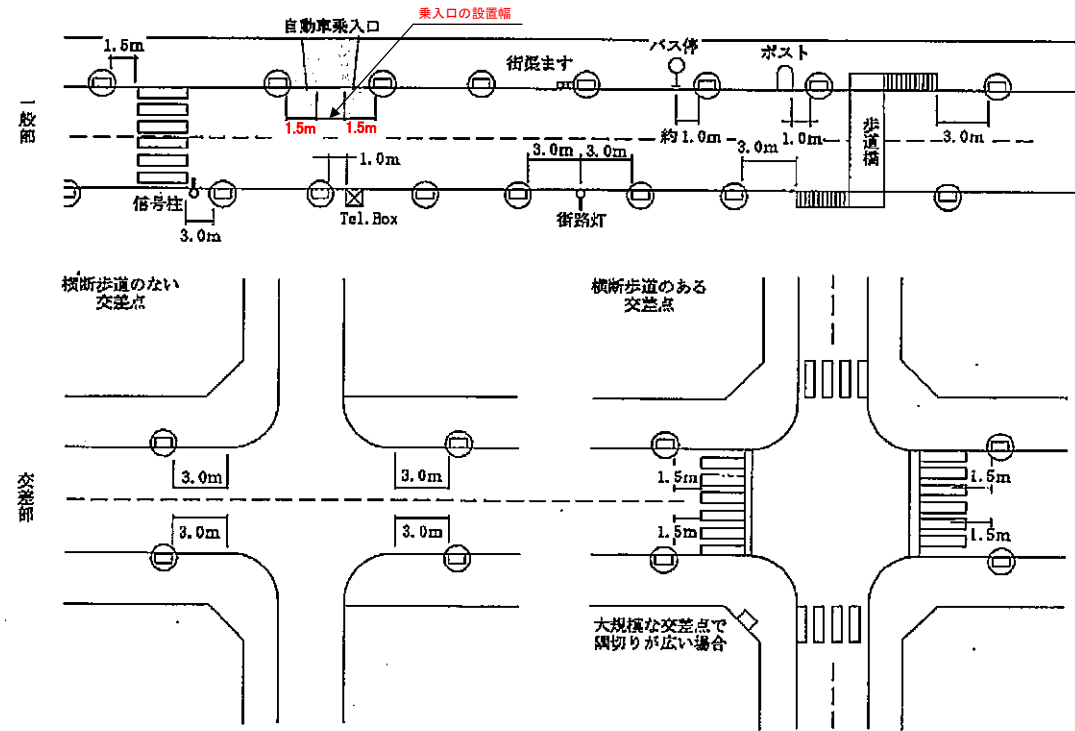 乗入口の設置幅
自動車乗入口
1.5m
街渠ます
バス停
ポスト
一般部
1.5m
1.5m
約1.0m
1.0m
歩道橋
3.0m
3.0m
3.0m
3.0m
1.0m
信号柱
3.0m
Tel.Box
街路灯
横断歩道のない
交差点
横断歩道のある
交差点
交差部
3.0m
3.0m
1.5m
1.5m
3.0m
3.0m
1.5m
1.5m
大規模な交差点で
隅切りが広い場合